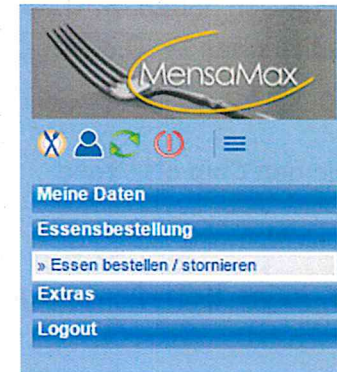 MensaMax
Meine Daten
Essensbestellung
» Essen bestellen / stornieren
Extras
Logout